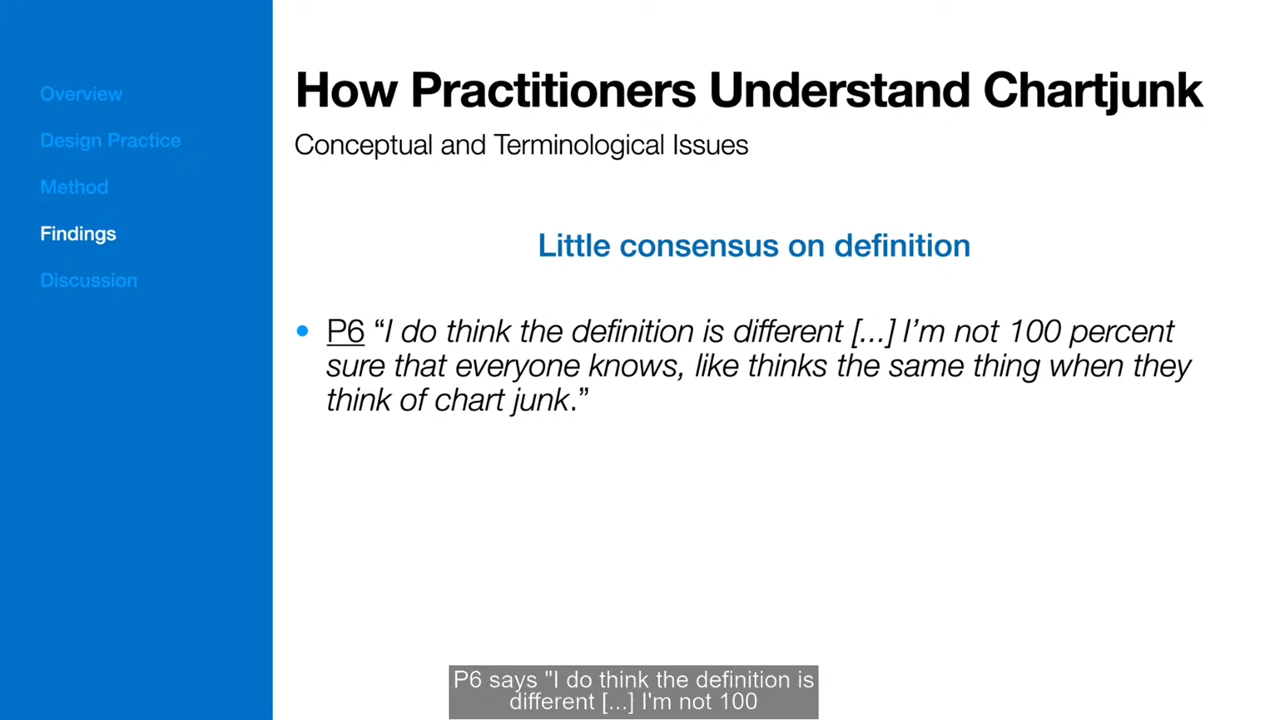 Overview
Design Practice
Method
Findings
Discussion
How Practitioners Understand Chartjunk
Conceptual and Terminological Issues
Little consensus on definition
• P6 “I do think the definition is different [...] I’m not 100 percent
sure that everyone knows, like thinks the same thing when they
think of chart junk.”
P6 says "I do think the definition is
different [...] I'm not 100